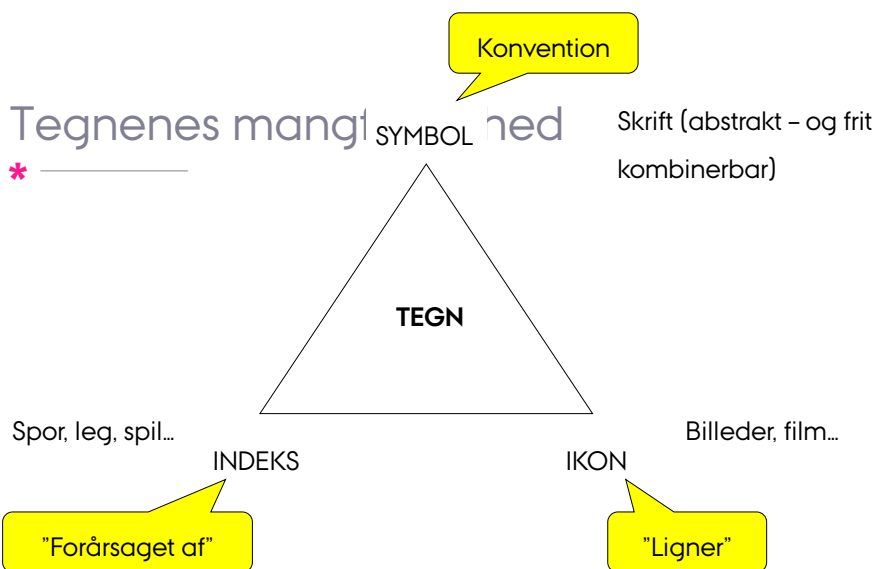 Konvention
Tegnenes mangf hed
SYMBOL
Skrift (abstrakt – og frit
kombinerbar)
*
TEGN
Spor, leg, spil…
Billeder, film…
INDEKS
IKON
”Forårsaget af”
”Ligner”